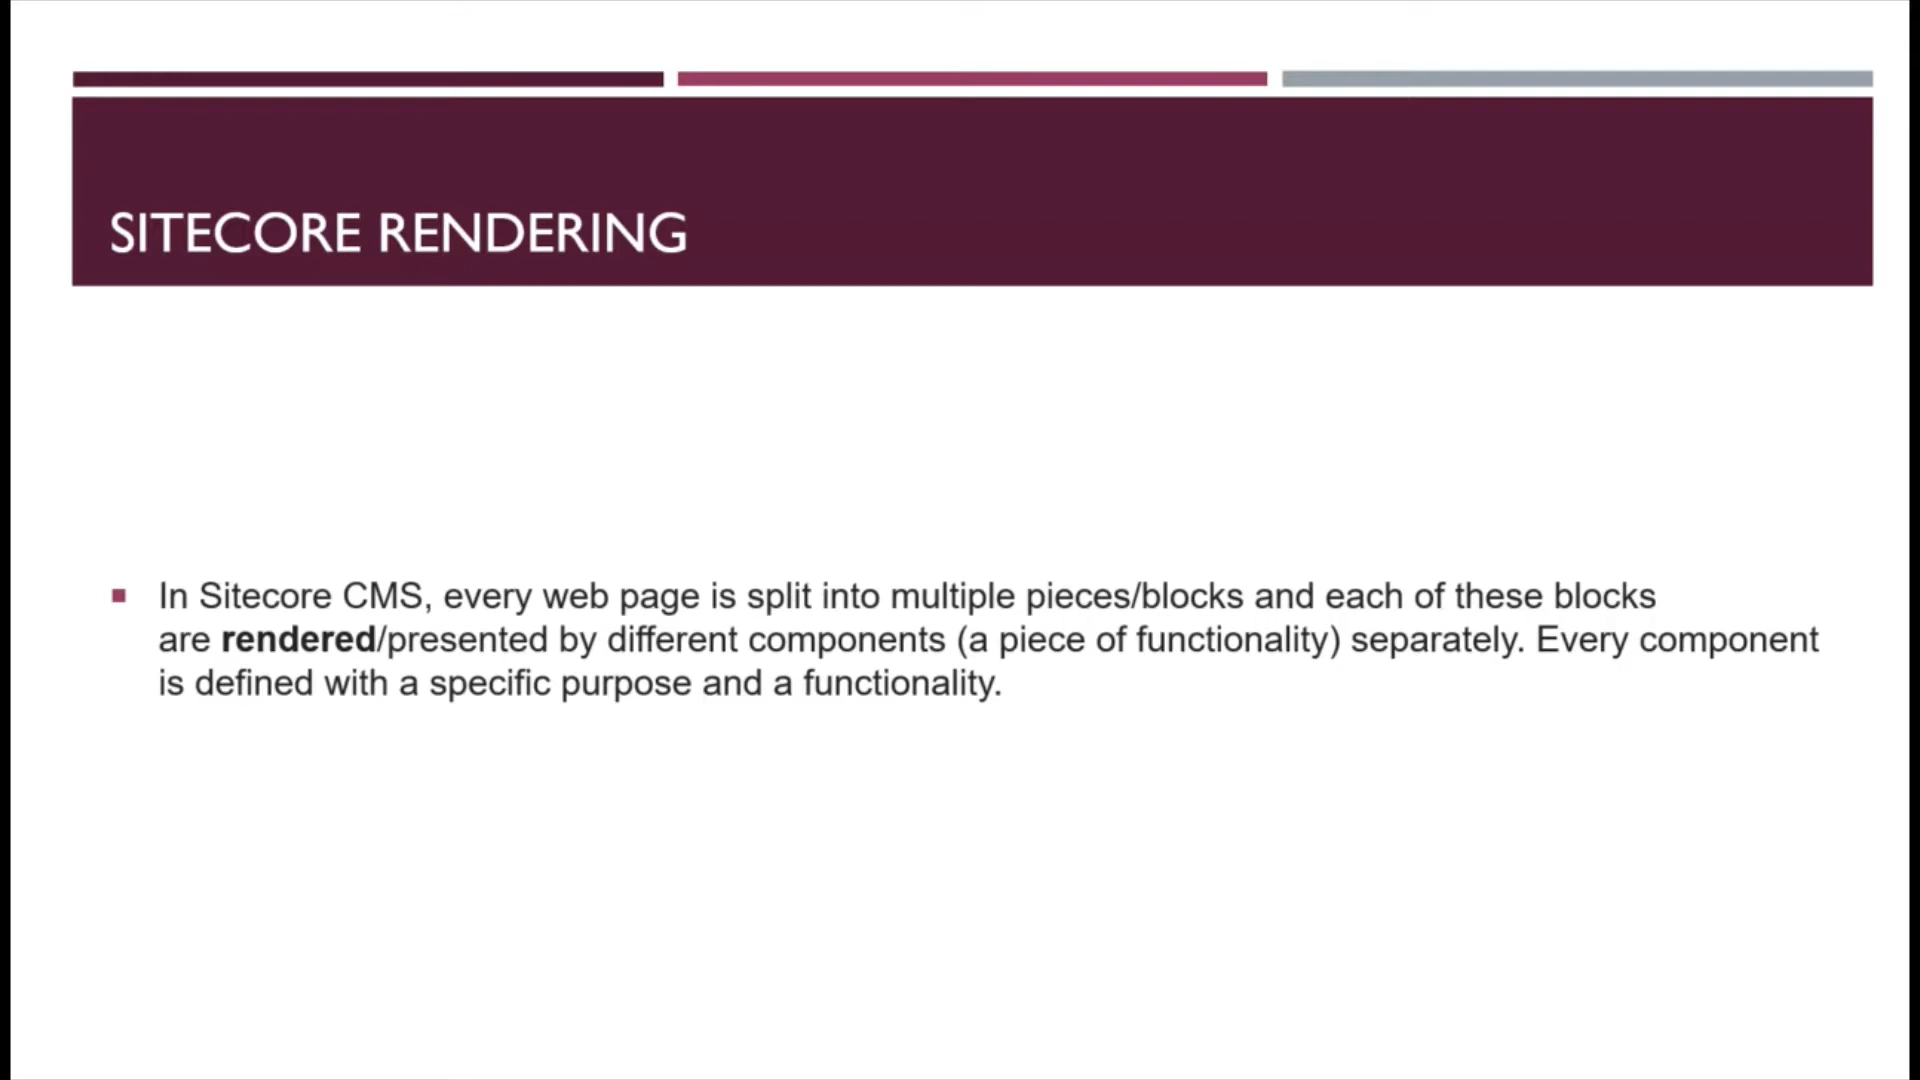 SITECORE RENDERING
In Sitecore CMS, every web page is split into multiple pieces/blocks and each of these blocks
are rendered/presented by different components (a piece of functionality) separately. Every component
is defined with a specific purpose and a functionality.